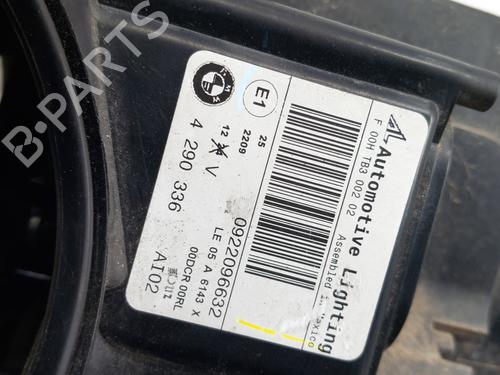 Automotive Lighting
F 00H TB3 002 02
Assembled in Mexico
E1
25
2209
12 V
4 290 336
0922096632
LE 05 A 6143 X
00DCR 00RL
AI02
B-PARTS